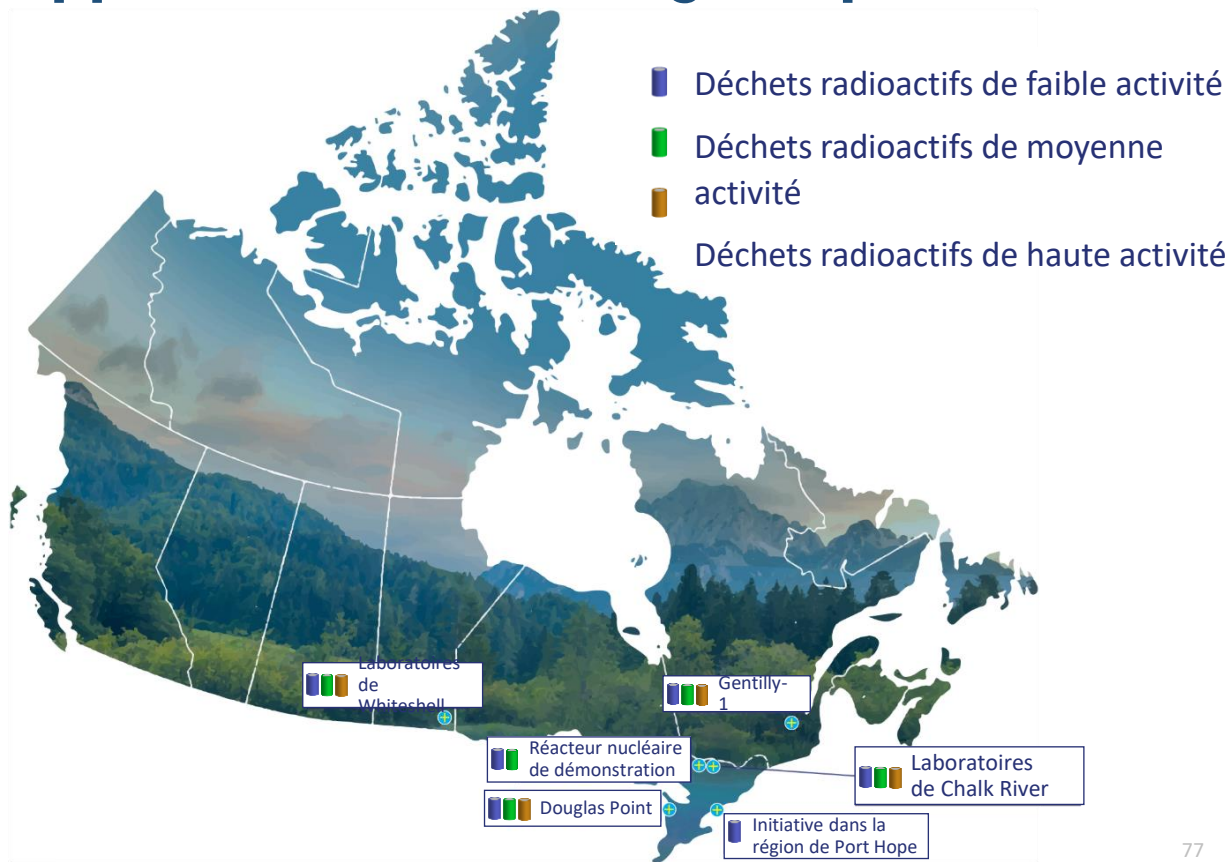 Déchets radioactifs de faible activité
Déchets radioactifs de moyenne
activité
Déchets radioactifs de haute activité
Laboratoires
de
Whiteshell
Gentilly-
1
Réacteur nucléaire
de démonstration
Laboratoires
de Chalk River
Douglas Point
Initiative dans la
région de Port Hope
77